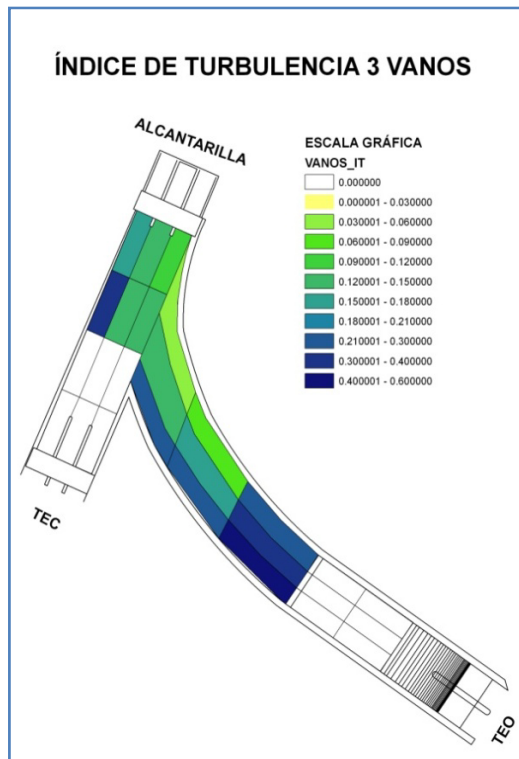 ÍNDICE DE TURBULENCIA 3 VANOS
ALCANTARILLA
ESCALA GRÁFICA
VANOS_IT
0.000000
0.000001 - 0.030000
0.030001 - 0.060000
0.060001 - 0.090000
0.090001 - 0.120000
0.120001 - 0.150000
0.150001 - 0.180000
0.180001 - 0.210000
0.210001 - 0.300000
0.300001 - 0.400000
0.400001 - 0.600000
TEC
TEO